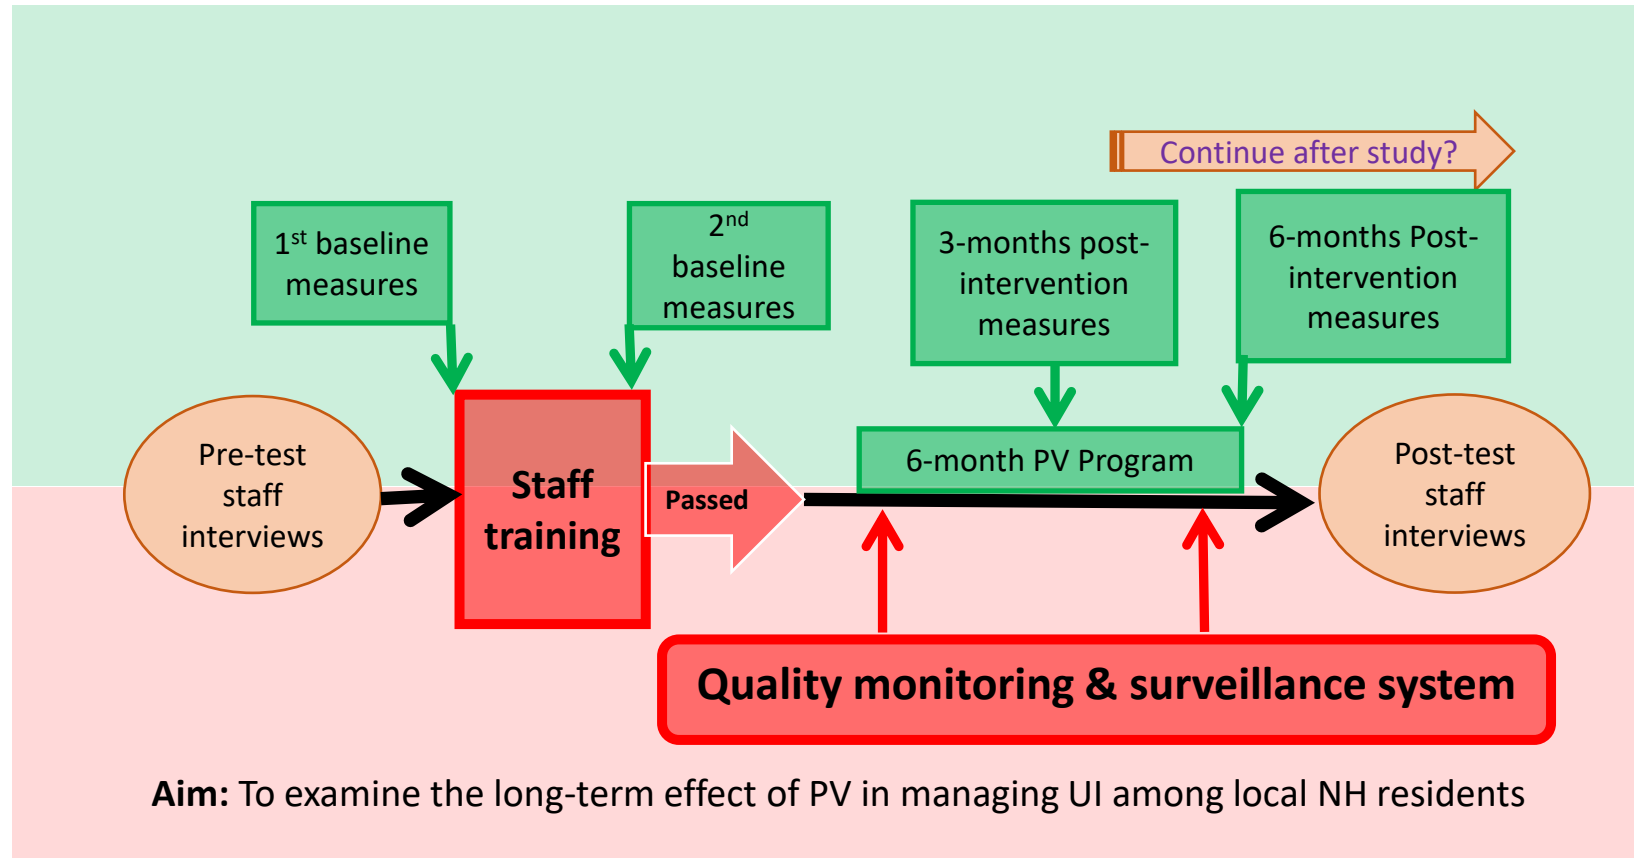 Continue after study?
1st baseline
measures
2nd
baseline
measures
3-months post-
intervention
measures
6-months Post-
intervention
measures
Pre-test
staff
interviews
Staff
training
Passed
6-month PV Program
Post-test
staff
interviews
Quality monitoring & surveillance system
Aim: To examine the long-term effect of PV in managing UI among local NH residents